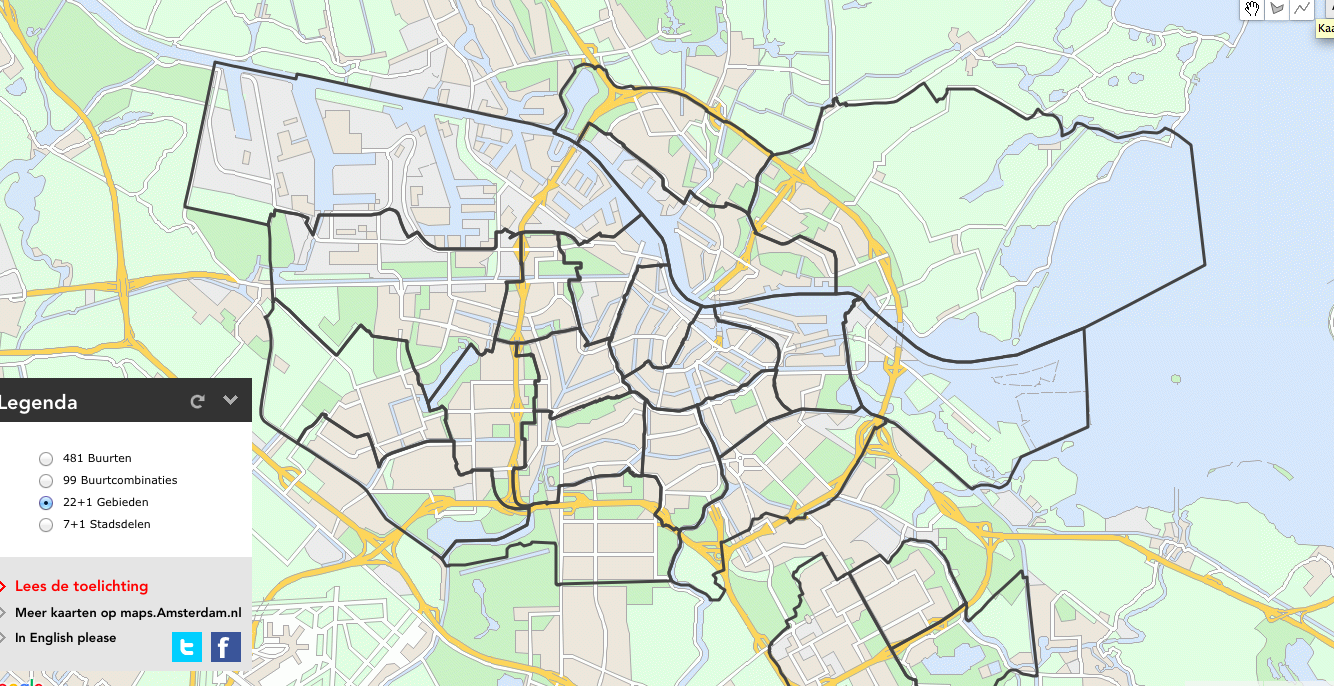 Kaa
Legenda
481 Buurten
99 Buurtcombinaties
22+1 Gebieden
7+1 Stadsdelen
Lees de toelichting
Meer kaarten op maps.Amsterdam.nl
In English please